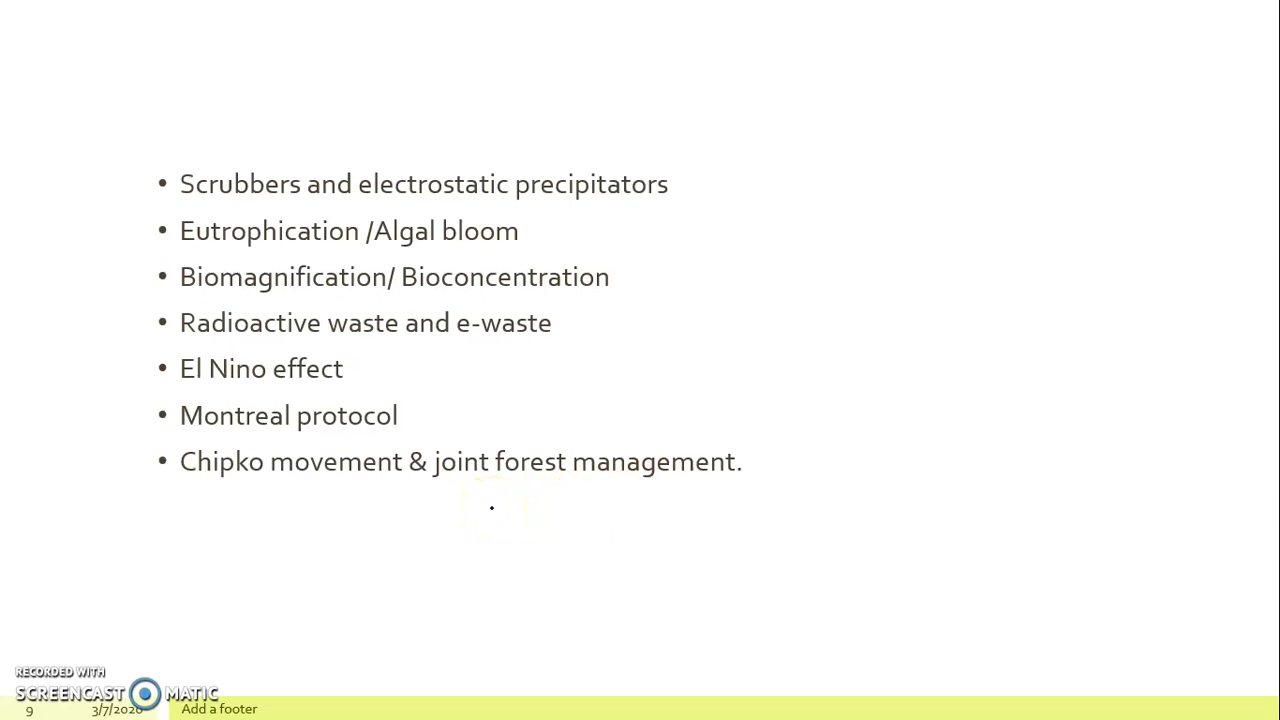 • Scrubbers and electrostatic precipitators
• Eutrophication /Algal bloom
• Biomagnification/ Bioconcentration
• Radioactive waste and e-waste
• El Nino effect
• Montreal protocol
• Chipko movement & joint forest management.
RECORDED WITH
SCREENCAST MATIC
9 3/7/2020 Add a footer